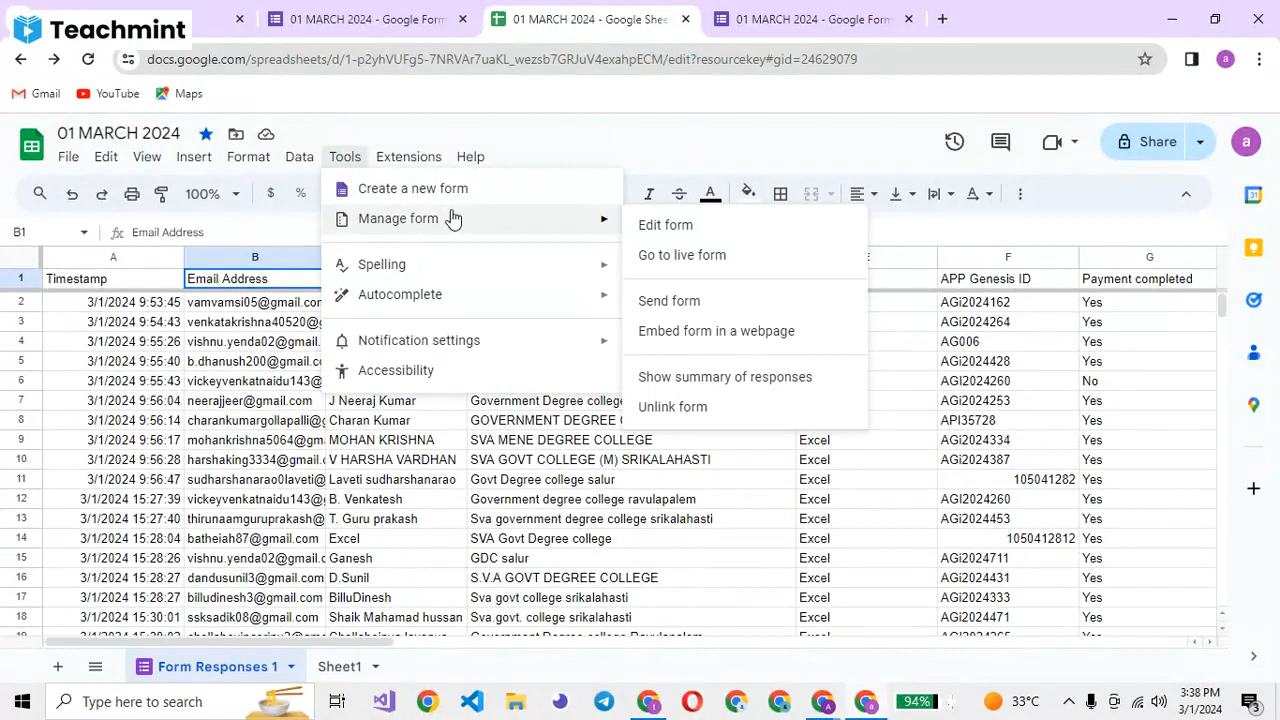 Teachmint
01 MARCH 2024 - Google Form
01 MARCH 2024 - Google Shee
01 MARCH 2024 - Google Form
docs.google.com/spreadsheets/d/1-p2yhVUFg5-7NRVAr7uaKL_wezsb7GRJuV4exahpECM/edit?resourcekey#gid=24629079
a
Gmail YouTube Maps
01 MARCH 2024
File Edit View Insert Format Data Tools Extensions Help
Share
a
100% $ %
Create a new form
Manage form
Spelling
Autocomplete
Notification settings
Accessibility
Edit form
Go to live form
Send form
Embed form in a webpage
Show summary of responses
Unlink form
B1 fx Email Address
A B F G
1 Timestamp Email Address APP Genesis ID Payment completed
2 3/1/2024 9:53:45 vamvamsi05@gmail.com AGi2024162 Yes
3 3/1/2024 9:54:43 venkatakrishna40520@g AGi2024264 Yes
4 3/1/2024 9:55:36 vishnu.yenda02@gmail. AG006 Yes
5 3/1/2024 9:55:43 b.dhanush200@gmail.co AGi2024428 Yes
6 3/1/2024 9:55:43 vickeyvenkatnaidu143@ AGI2024260 No
7 3/1/2024 9:56:04 neerajjeer@gmail.com J Neeraj Kumar Government Degree colleg AGi2024253 Yes
8 3/1/2024 9:56:14 charankumargollapalli@g Charan Kumar GOVERNMENT DEGREE COLLEGE API35728 Yes
9 3/1/2024 9:56:17 mohankrishna5064@gm MOHAN KRISHNA SVA MENE DEGREE COLLEGE Excel AGi2024334 Yes
10 3/1/2024 9:56:28 harshaking3334@gmail. V HARSHA VARDHAN SVA GOVT COLLEGE (M) SRIKALAHASTI Excel AGi2024387 Yes
11 3/1/2024 9:56:47 sudharshanarao0laveti@ Laveti sudharshanarao Govt Degree college salur Excel 105041282 Yes
12 3/1/2024 15:27:39 vickeyvenkatnaidu143@g B. Venkatesh Government degree college ravulapalem Excel AGI2024260 Yes
13 3/1/2024 15:27:40 thirunaamguruprakash@ T. Guru prakash Sva government degree college srikalahasti Excel AGi2024453 Yes
14 3/1/2024 15:28:04 batheiah87@gmail.com Excel SVA Govt Degree college Excel 1050412812 Yes
15 3/1/2024 15:28:26 vishnu.yenda02@gmail.c Ganesh GDC salur Excel AGi2024711 Yes
16 3/1/2024 15:28:27 dandusunil3@gmail.com D.Sunil S.V.A GOVT DEGREE COLLEGE Excel AGi2024431 Yes
17 3/1/2024 15:28:27 billudinesh3@gmail.com BilluDinesh Sva govt college srikalahasti Excel AGi2024333 Yes
18 3/1/2024 15:30:01 ssksadik08@gmail.com Shaik Mahamad hussan Sva.govt. college srikalahasti Excel AGi2024471 Yes
19
Form Responses 1 Sheet1
Type here to search
94% 33°C
3:38 PM
3/1/2024
3